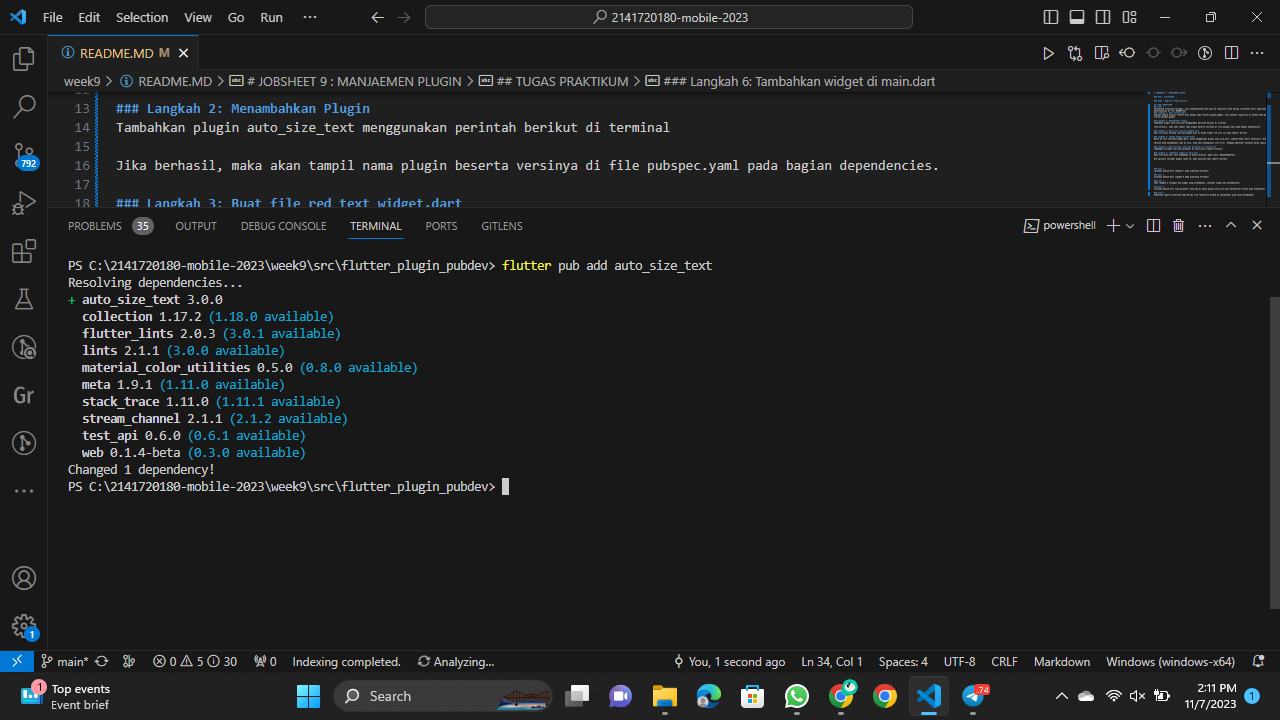 File Edit Selection View Go Run ··· 2141720180-mobile-2023
README.MD M
week9 > README.MD > # JOBSHEET 9 : MANJAEMEN PLUGIN > ## TUGAS PRAKTIKUM > ### Langkah 6: Tambahkan widget di main.dart
12
13 ### Langkah 2: Menambahkan Plugin
14 Tambahkan plugin auto_size_text menggunakan perintah berikut di terminal
15
16 Jika berhasil, maka akan tampil nama plugin beserta versinya di file pubspec.yaml pada bagian dependencies.
17
18 ### Langkah 3: Buat file red_text_widget.dart
792
PROBLEMS 35 OUTPUT DEBUG CONSOLE TERMINAL PORTS GITLENS powershell
PS C:\2141720180-mobile-2023\week9\src\flutter_plugin_pubdev> flutter pub add auto_size_text
Resolving dependencies...
+ auto_size_text 3.0.0
collection 1.17.2 (1.18.0 available)
flutter_lints 2.0.3 (3.0.1 available)
lints 2.1.1 (3.0.0 available)
material_color_utilities 0.5.0 (0.8.0 available)
meta 1.9.1 (1.11.0 available)
stack_trace 1.11.0 (1.11.1 available)
stream_channel 2.1.1 (2.1.2 available)
test_api 0.6.0 (0.6.1 available)
web 0.1.4-beta (0.3.0 available)
Changed 1 dependency!
PS C:\2141720180-mobile-2023\week9\src\flutter_plugin_pubdev>
Gr
1
main* 0 5 30 0 Indexing completed. Analyzing... You, 1 second ago Ln 34, Col 1 Spaces: 4 UTF-8 CRLF Markdown Windows (windows-x64)
1 Top events
Event brief
Search
74
2:11 PM
11/7/2023
1